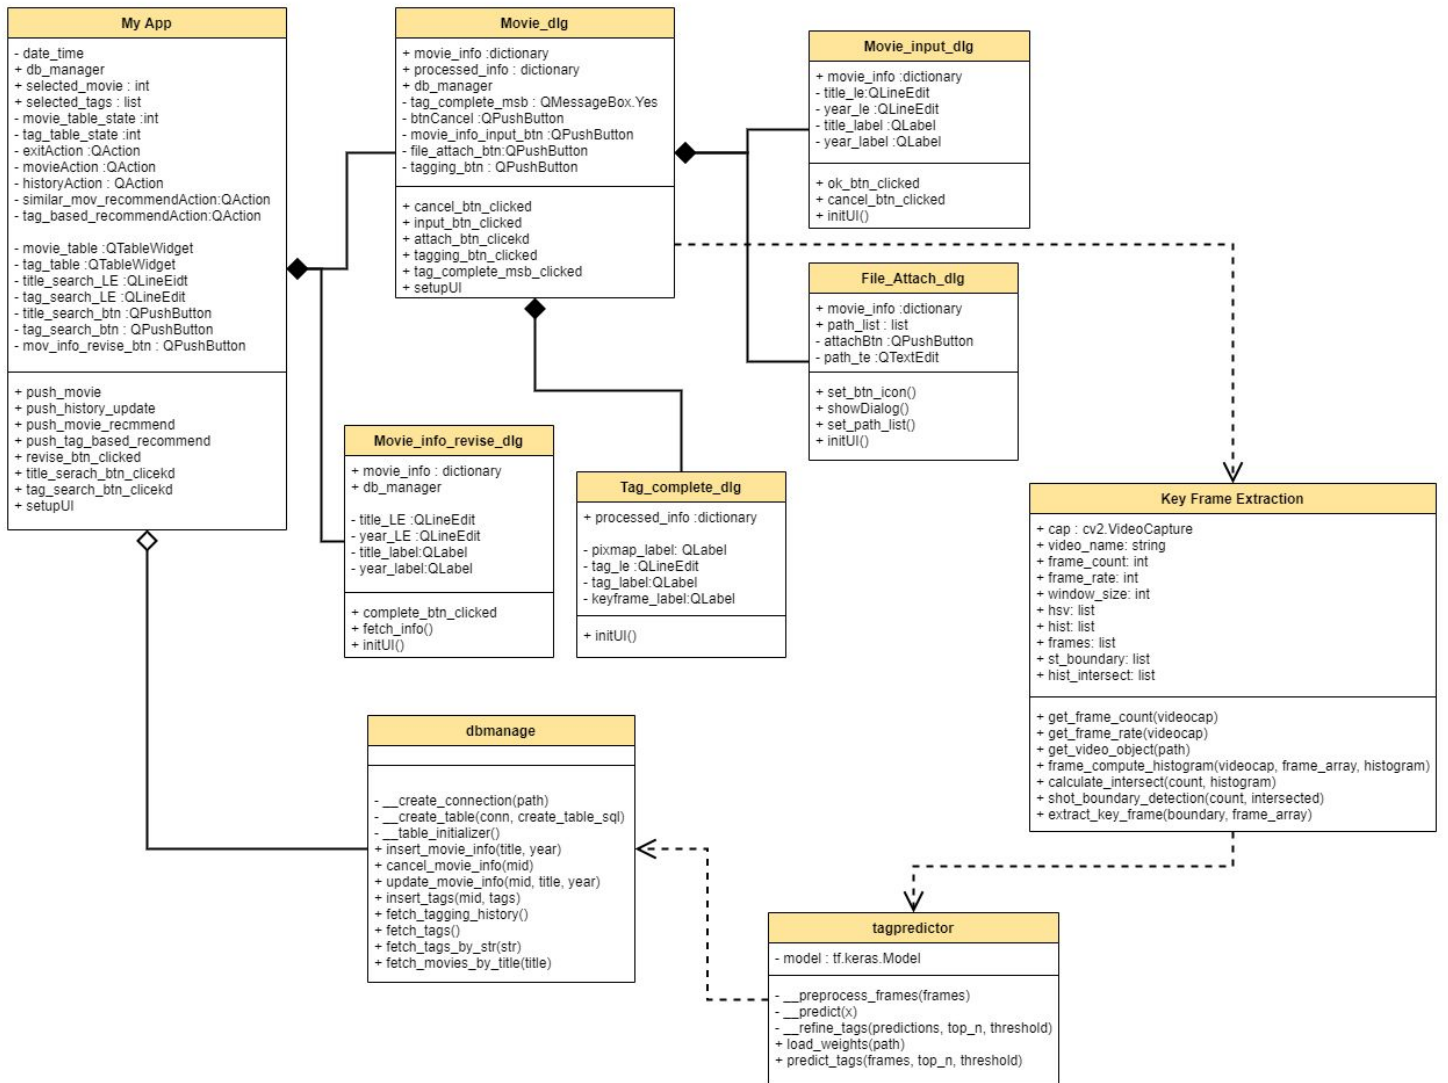 My App
- date_time
+ db_manager
+ selected_movie : int
+ selected_tags : list
- movie_table_state :int
- tag_table_state :int
- exitAction :QAction
- movieAction :QAction
- historyAction : QAction
- similar_mov_recommendAction:QAction
- tag_based_recommendAction:QAction
- movie_table :QTableWidget
- tag_table :QTableWidget
- title_search_LE :QLineEidt
- tag_search_LE :QLineEdit
- title_search_btn :QPushButton
- tag_search_btn : QPushButton
- mov_info_revise_btn : QPushButton
+ push_movie
+ push_history_update
+ push_movie_recmmend
+ push_tag_based_recommend
+ revise_btn_clicked
+ title_serach_btn_clicekd
+ tag_search_btn_clicekd
+ setupUI
Movie_dlg
+ movie_info :dictionary
+ processed_info : dictionary
+ db_manager
- tag_complete_msb : QMessageBox.Yes
- btnCancel :QPushButton
- movie_info_input_btn :QPushButton
- file_attach_btn:QPushButton
- tagging_btn : QPushButton
+ cancel_btn_clicked
+ input_btn_clicked
+ attach_btn_clicekd
+ tagging_btn_clicked
+ tag_complete_msb_clicked
+ setupUI
Movie_input_dlg
+ movie_info :dictionary
- title_le:QLineEdit
- year_le :QLineEdit
- title_label :QLabel
- year_label :QLabel
+ ok_btn_clicked
+ cancel_btn_clicked
+ initUI()
File_Attach_dlg
+ movie_info :dictionary
+ path_list : list
- attachBtn :QPushButton
- path_te :QTextEdit
+ set_btn_icon()
+ showDialog()
+ set_path_list()
+ initUI()
Movie_info_revise_dlg
+ movie_info : dictionary
+ db_manager
- title_LE :QLineEdit
- year_LE :QLineEdit
- title_label:QLabel
- year_label:QLabel
+ complete_btn_clicked
+ fetch_info()
+ initUI()
Tag_complete_dlg
+ processed_info :dictionary
- pixmap_label: QLabel
- tag_le :QLineEdit
- tag_label:QLabel
- keyframe_label:QLabel
+ initUI()
Key Frame Extraction
+ cap : cv2.VideoCapture
+ video_name: string
+ frame_count: int
+ frame_rate: int
+ window_size: int
+ hsv: list
+ hist: list
+ frames: list
+ st_boundary: list
+ hist_intersect: list
+ get_frame_count(videocap)
+ get_frame_rate(videocap)
+ get_video_object(path)
+ frame_compute_histogram(videocap, frame_array, histogram)
+ calculate_intersect(count, histogram)
+ shot_boundary_detection(count, intersected)
+ extract_key_frame(boundary, frame_array)
dbmanage
- __create_connection(path)
- __create_table(conn, create_table_sql)
- __table_initializer()
+ insert_movie_info(title, year)
+ cancel_movie_info(mid)
+ update_movie_info(mid, title, year)
+ insert_tags(mid, tags)
+ fetch_tagging_history()
+ fetch_tags()
+ fetch_tags_by_str(str)
+ fetch_movies_by_title(title)
tagpredictor
- model : tf.keras.Model
- __preprocess_frames(frames)
- __predict(x)
- __refine_tags(predictions, top_n, threshold)
+ load_weights(path)
+ predict_tags(frames, top_n, threshold)